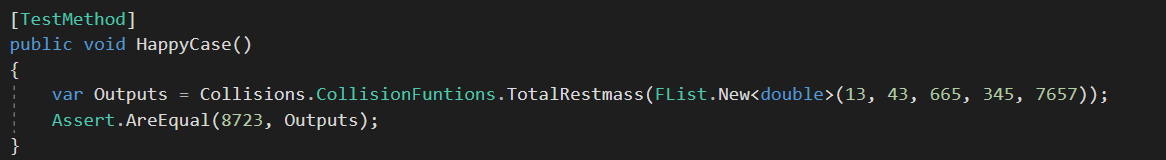 [TestMethod]
public void HappyCase()
{
var Outputs = Collisions.CollisionFuntions.TotalRestmass(FList.New<double>(13, 43, 665, 345, 7657));
Assert.AreEqual(8723, Outputs);
}